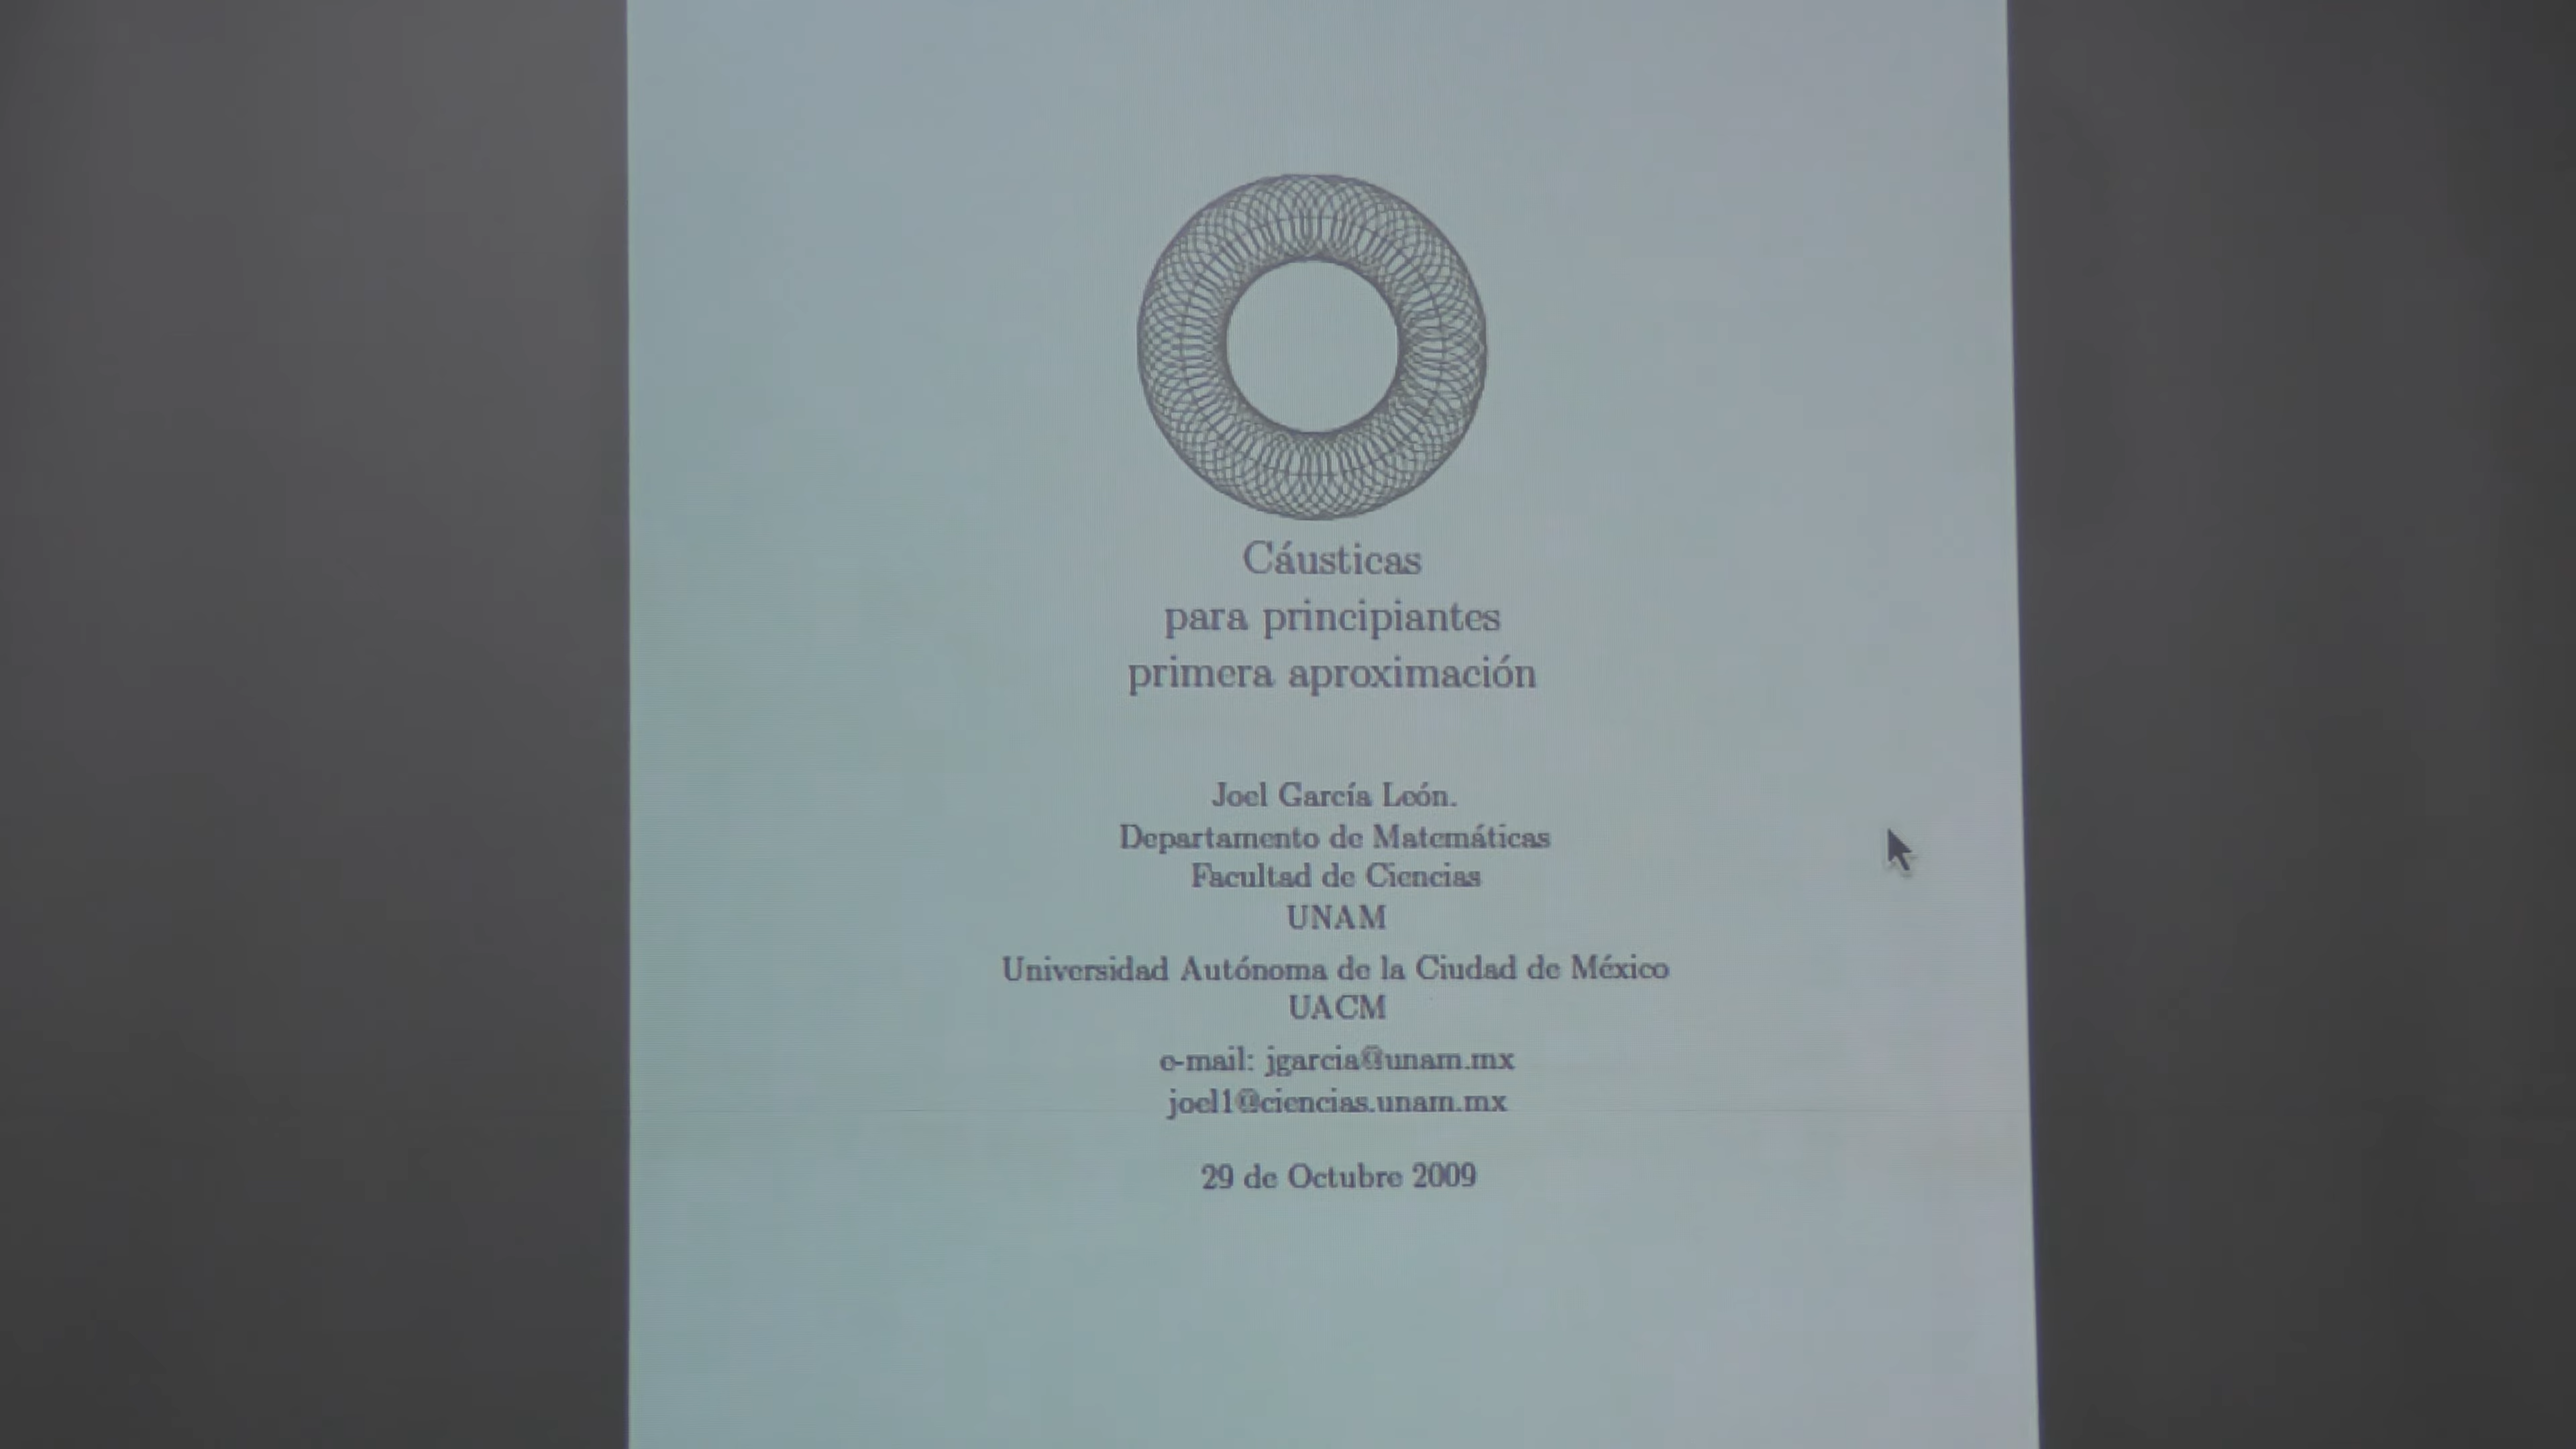 Cáusticas
para principiantes
primera aproximación
Joel García León.
Departamento de Matemáticas
Facultad de Ciencias
UNAM
Universidad Autónoma de la Ciudad de México
UACM
e-mail: jgarcia@unam.mx
joel1@ciencias.unam.mx
29 de Octubre 2009